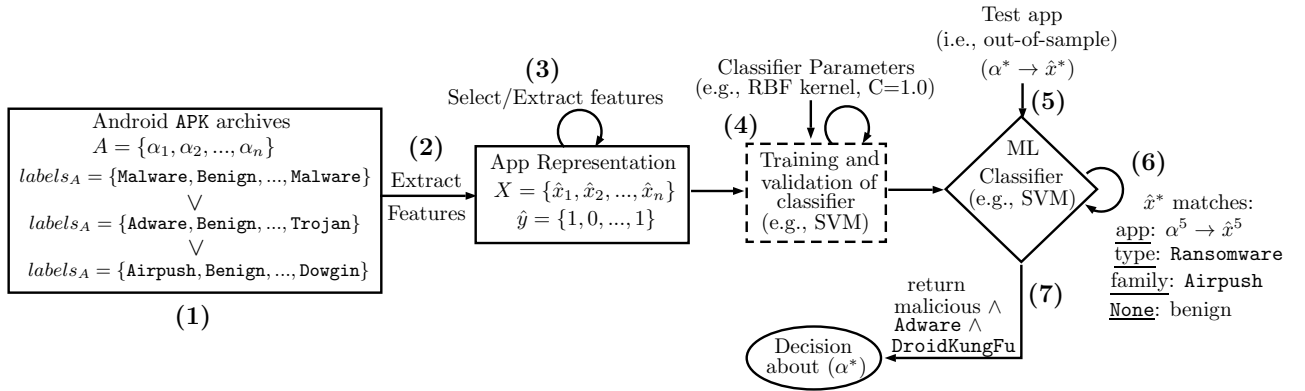 (1)
Android APK archives
A = {α₁, α₂, ..., αₙ}
labels_A = {Malware, Benign, ..., Malware}
∨
labels_A = {Adware, Benign, ..., Trojan}
∨
labels_A = {Airpush, Benign, ..., Dowgin}
(2)
Extract
Features
(3)
Select/Extract features
App Representation
X = {x̂₁, x̂₂, ..., x̂ₙ}
ŷ = {1, 0, ..., 1}
Classifier Parameters
(e.g., RBF kernel, C=1.0)
(4)
Training and
validation of
classifier
(e.g., SVM)
Test app
(i.e., out-of-sample)
(α* → x̂*)
(5)
ML
Classifier
(e.g., SVM)
(6)
x̂* matches:
app: α⁵ → x̂⁵
type: Ransomware
family: Airpush
None: benign
(7)
return
malicious ∧
Adware ∧
DroidKungFu
Decision
about (α*)